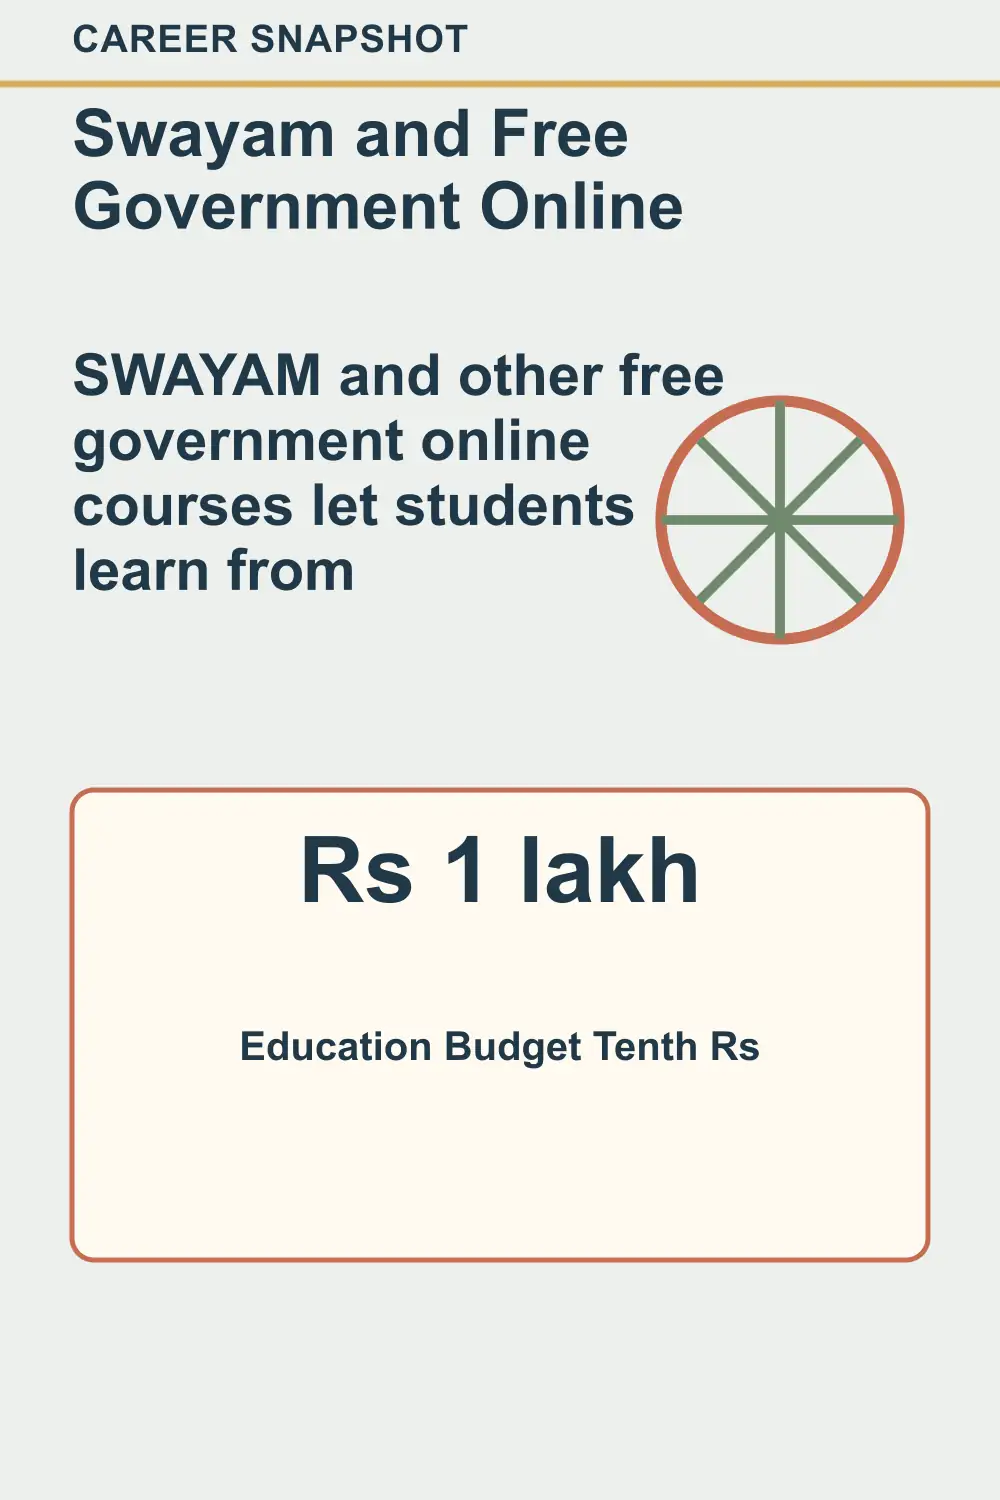 CAREER SNAPSHOT
Swayam and Free
Government Online
SWAYAM and other free
government online
courses let students
learn from
Rs 1 lakh
Education Budget Tenth Rs